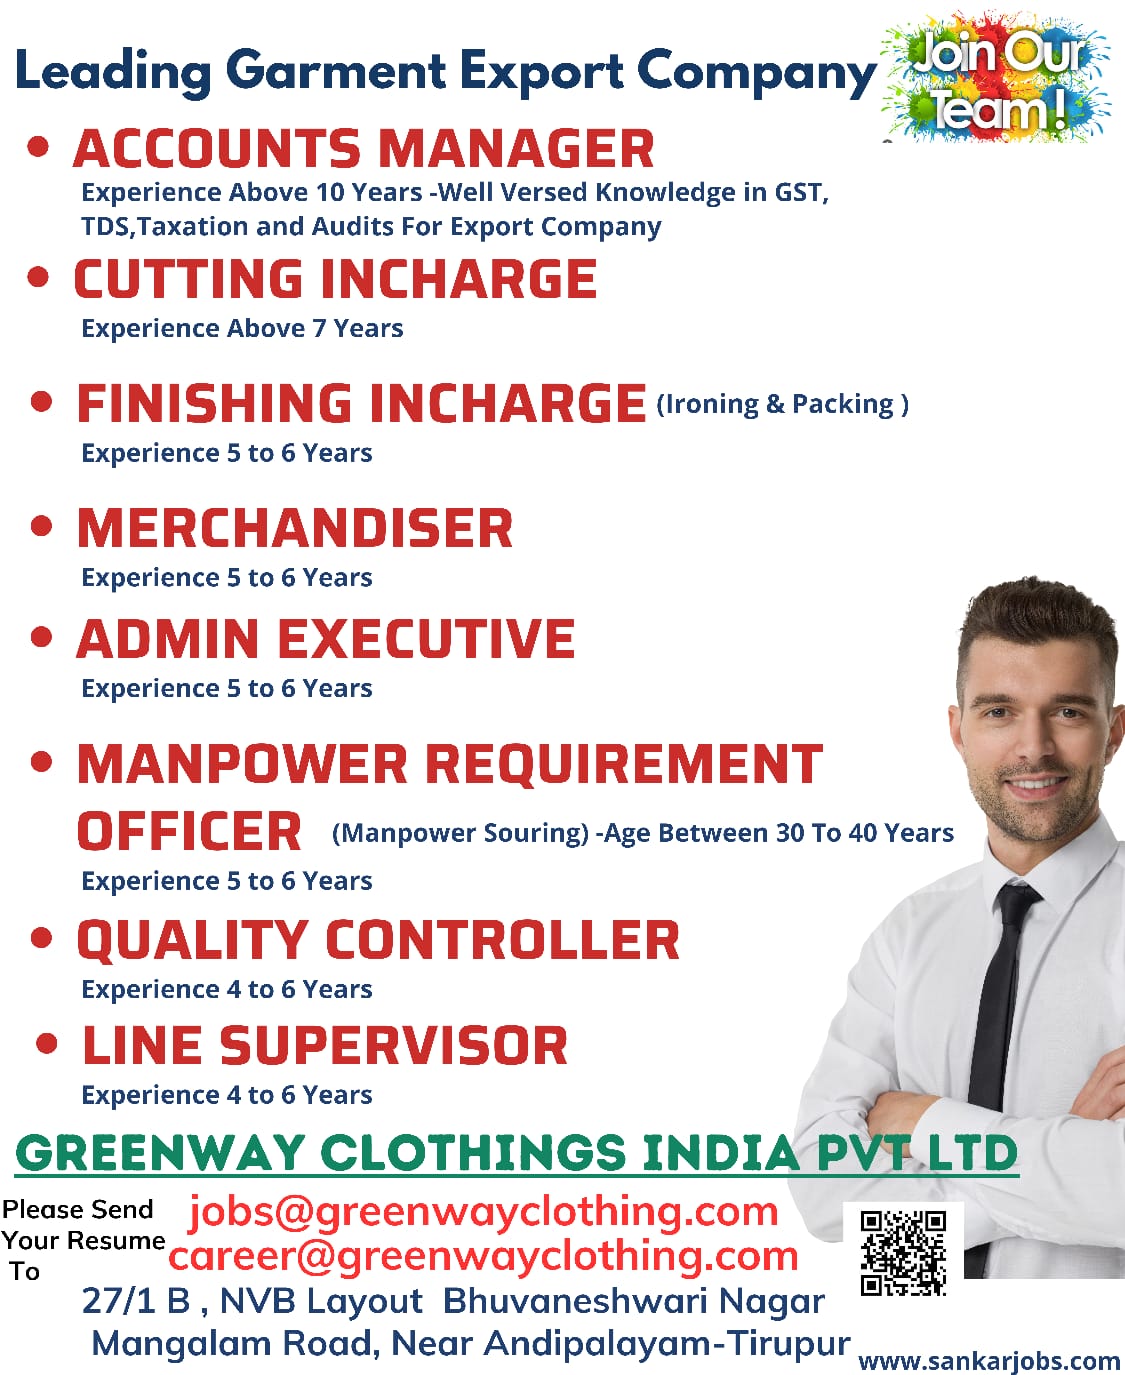 Leading Garment Export Company
Join Our
Team !
• ACCOUNTS MANAGER
Experience Above 10 Years -Well Versed Knowledge in GST,
TDS,Taxation and Audits For Export Company
• CUTTING INCHARGE
Experience Above 7 Years
• FINISHING INCHARGE (Ironing & Packing )
Experience 5 to 6 Years
• MERCHANDISER
Experience 5 to 6 Years
• ADMIN EXECUTIVE
Experience 5 to 6 Years
• MANPOWER REQUIREMENT
OFFICER (Manpower Souring) -Age Between 30 To 40 Years
Experience 5 to 6 Years
• QUALITY CONTROLLER
Experience 4 to 6 Years
• LINE SUPERVISOR
Experience 4 to 6 Years
GREENWAY CLOTHINGS INDIA PVT LTD
Please Send
Your Resume
To
jobs@greenwayclothing.com
career@greenwayclothing.com
27/1 B , NVB Layout Bhuvaneshwari Nagar
Mangalam Road, Near Andipalayam-Tirupur
www.sankarjobs.com